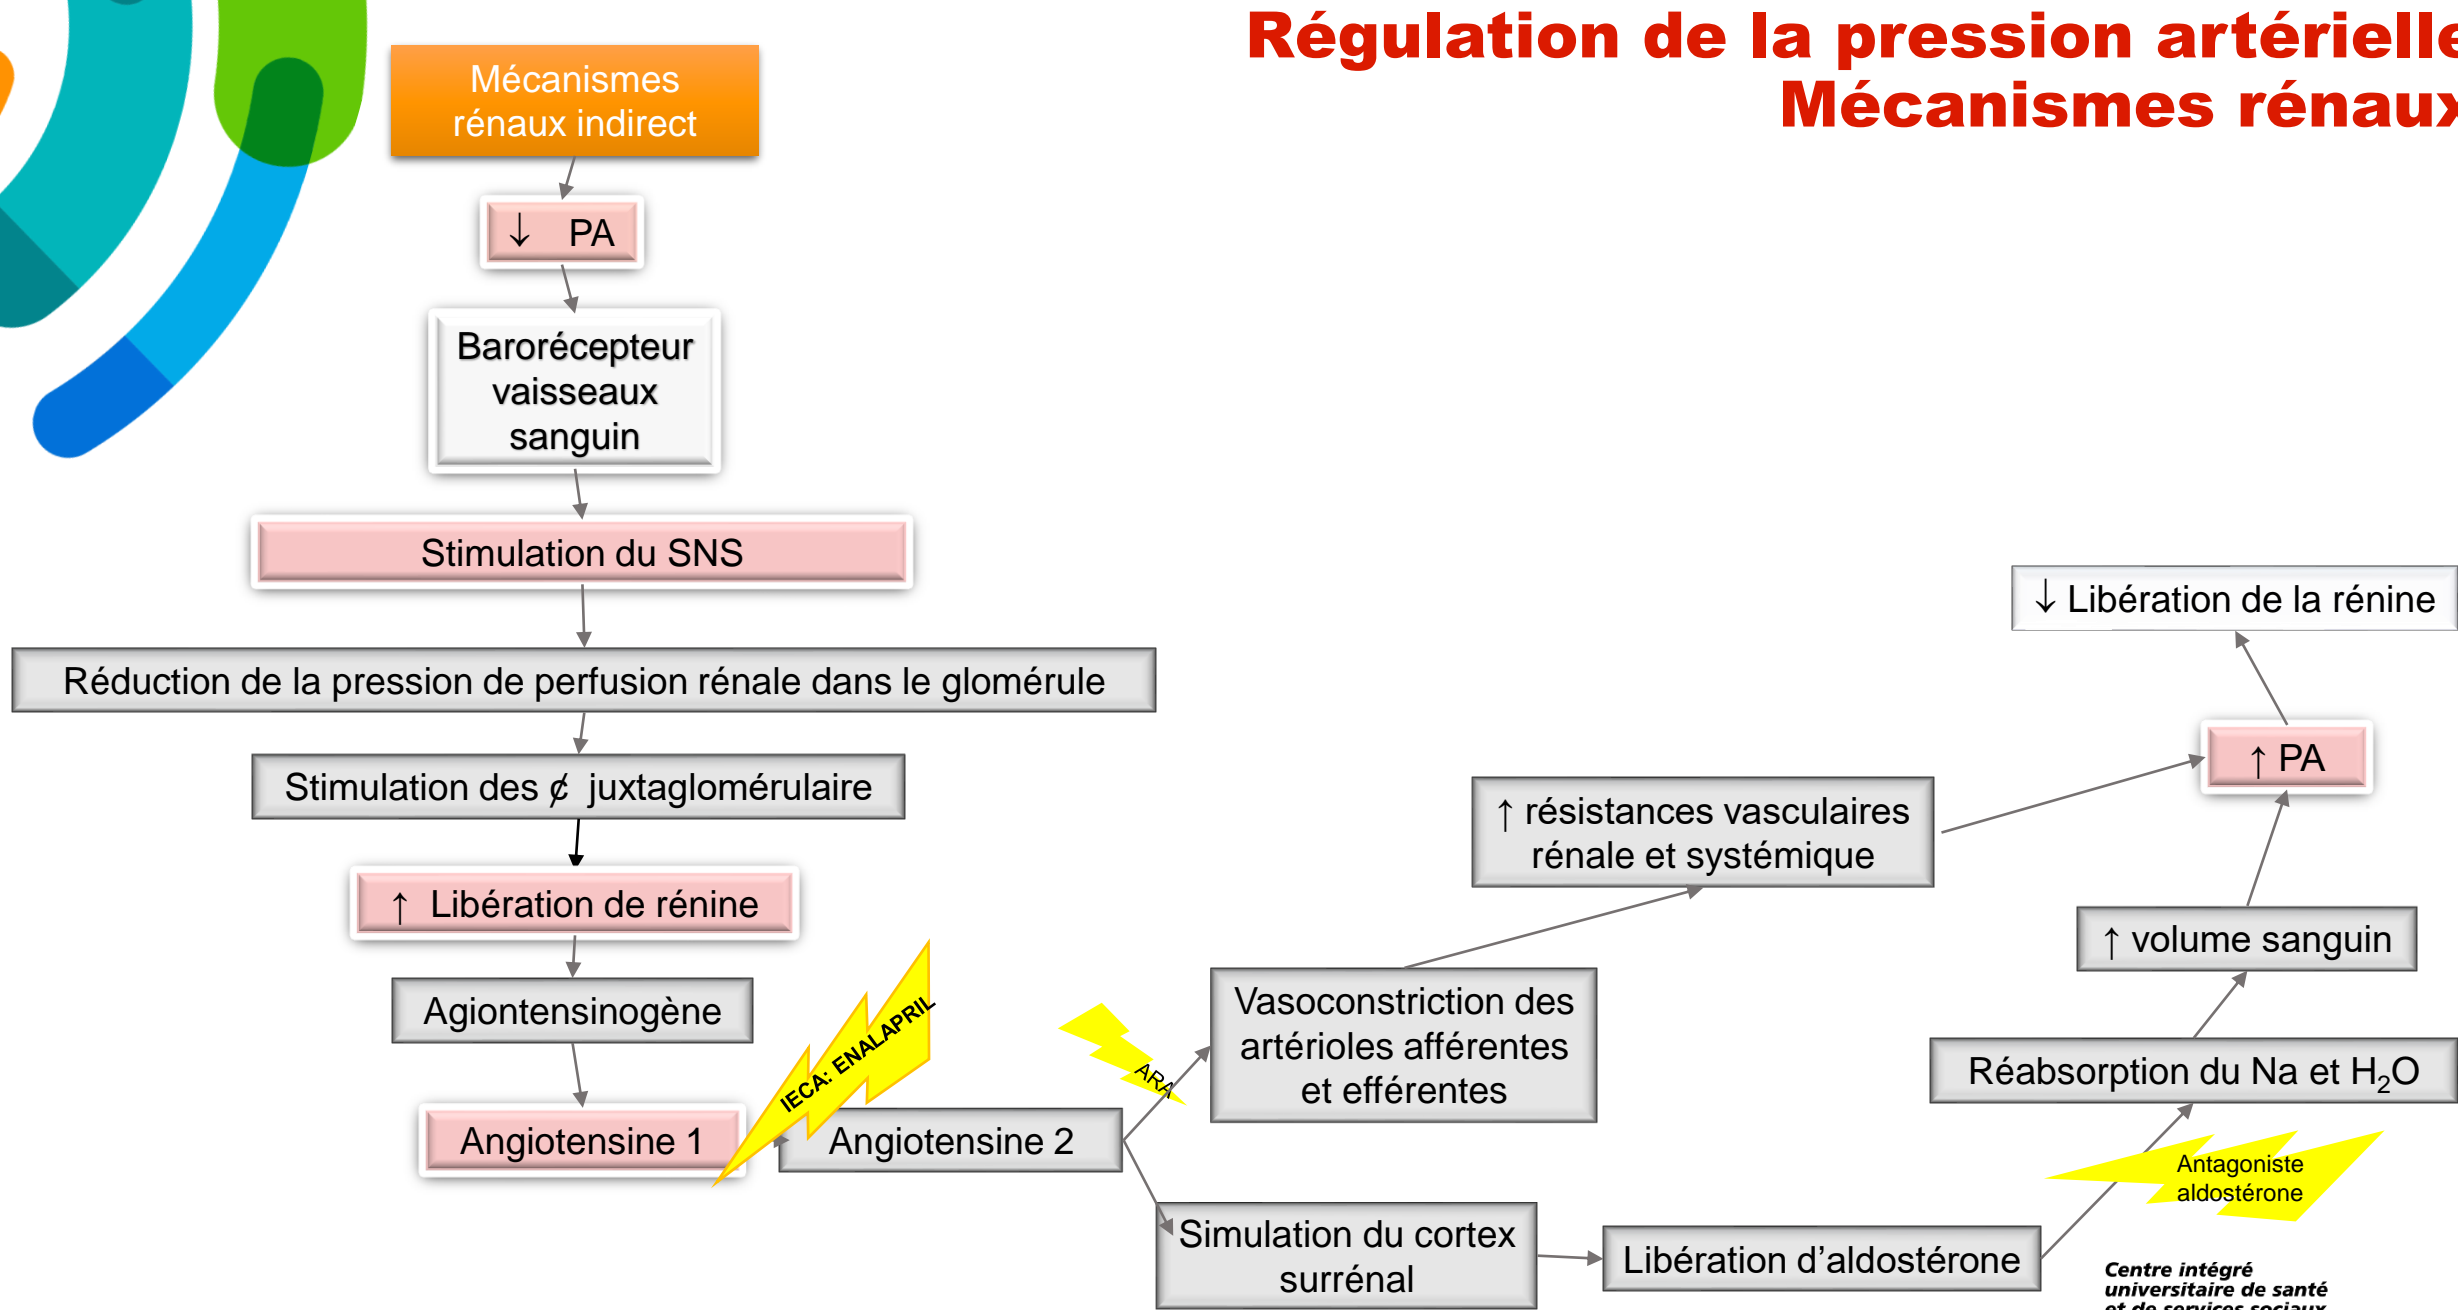 Régulation de la pression artérielle
Mécanismes rénaux
Mécanismes
rénaux indirect
↓ PA
Barorécepteur
vaisseaux
sanguin
Stimulation du SNS
Réduction de la pression de perfusion rénale dans le glomérule
Stimulation des ȼ juxtaglomérulaire
↑ Libération de rénine
Agiontensinogène
Angiotensine 1
IECA: ENALAPRIL
Angiotensine 2
ARA
Vasoconstriction des
artérioles afférentes
et efférentes
↑ résistances vasculaires
rénale et systémique
Simulation du cortex
surrénal
Libération d’aldostérone
Antagoniste
aldostérone
Réabsorption du Na et H₂O
↑ volume sanguin
↑ PA
↓ Libération de la rénine
Centre intégré
universitaire de santé
et de services sociaux